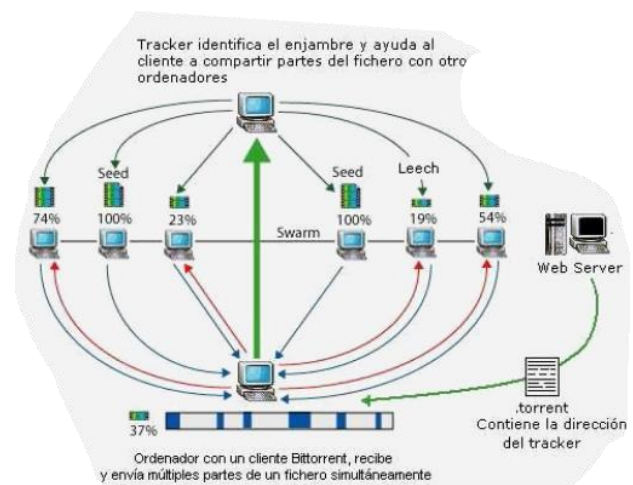 Tracker identifica el enjambre y ayuda al
cliente a compartir partes del fichero con otro
ordenadores
Seed
Seed
Leech
74%
100%
23%
100%
19%
54%
Swarm
Web Server
.torrent
Contiene la dirección
del tracker
37%
Ordenador con un cliente Bittorrent, recibe
y envía múltiples partes de un fichero simultáneamente